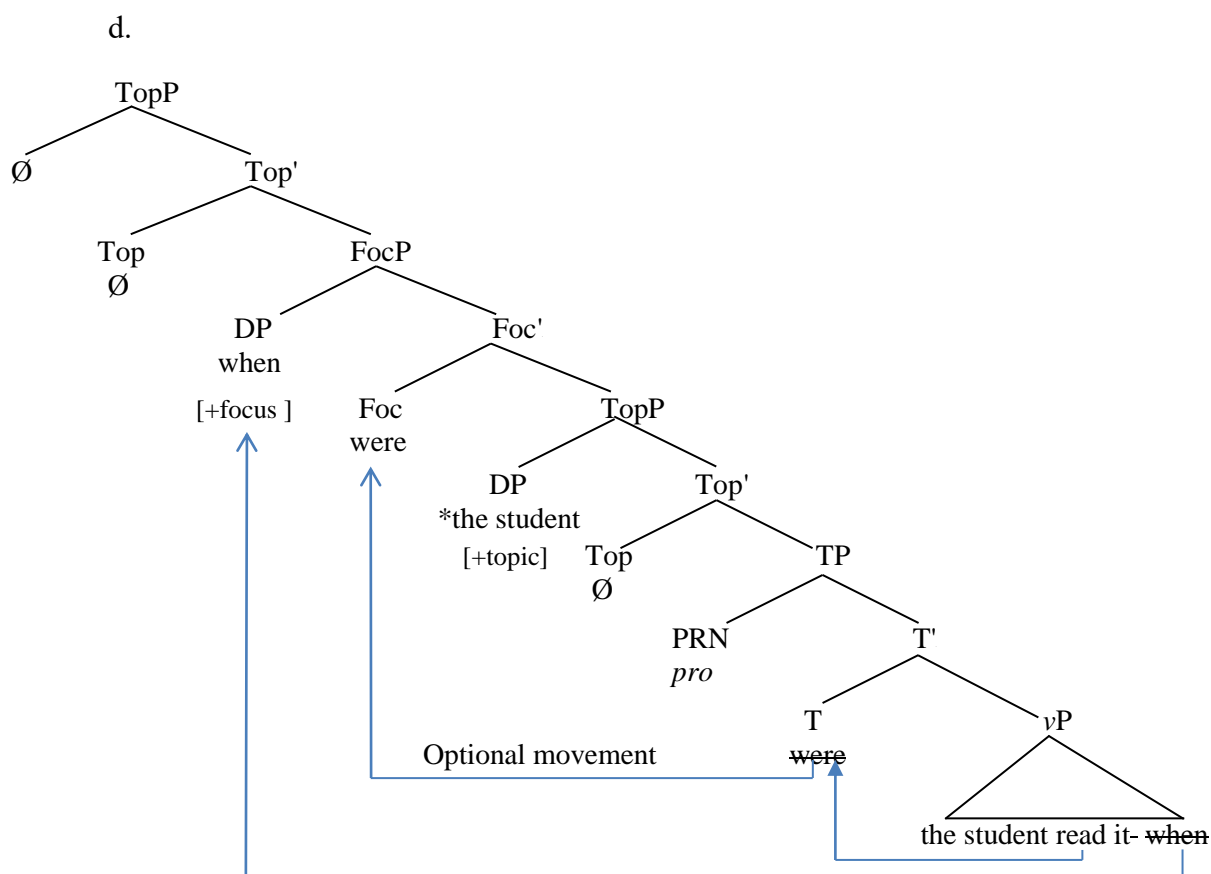 d.
TopP
Ø Top'
Top FocP
Ø
DP Foc'
when
[+focus ] Foc TopP
were
DP Top'
*the student
[+topic] Top TP
Ø
PRN T'
pro
T vP
Optional movement were
the student read it- when